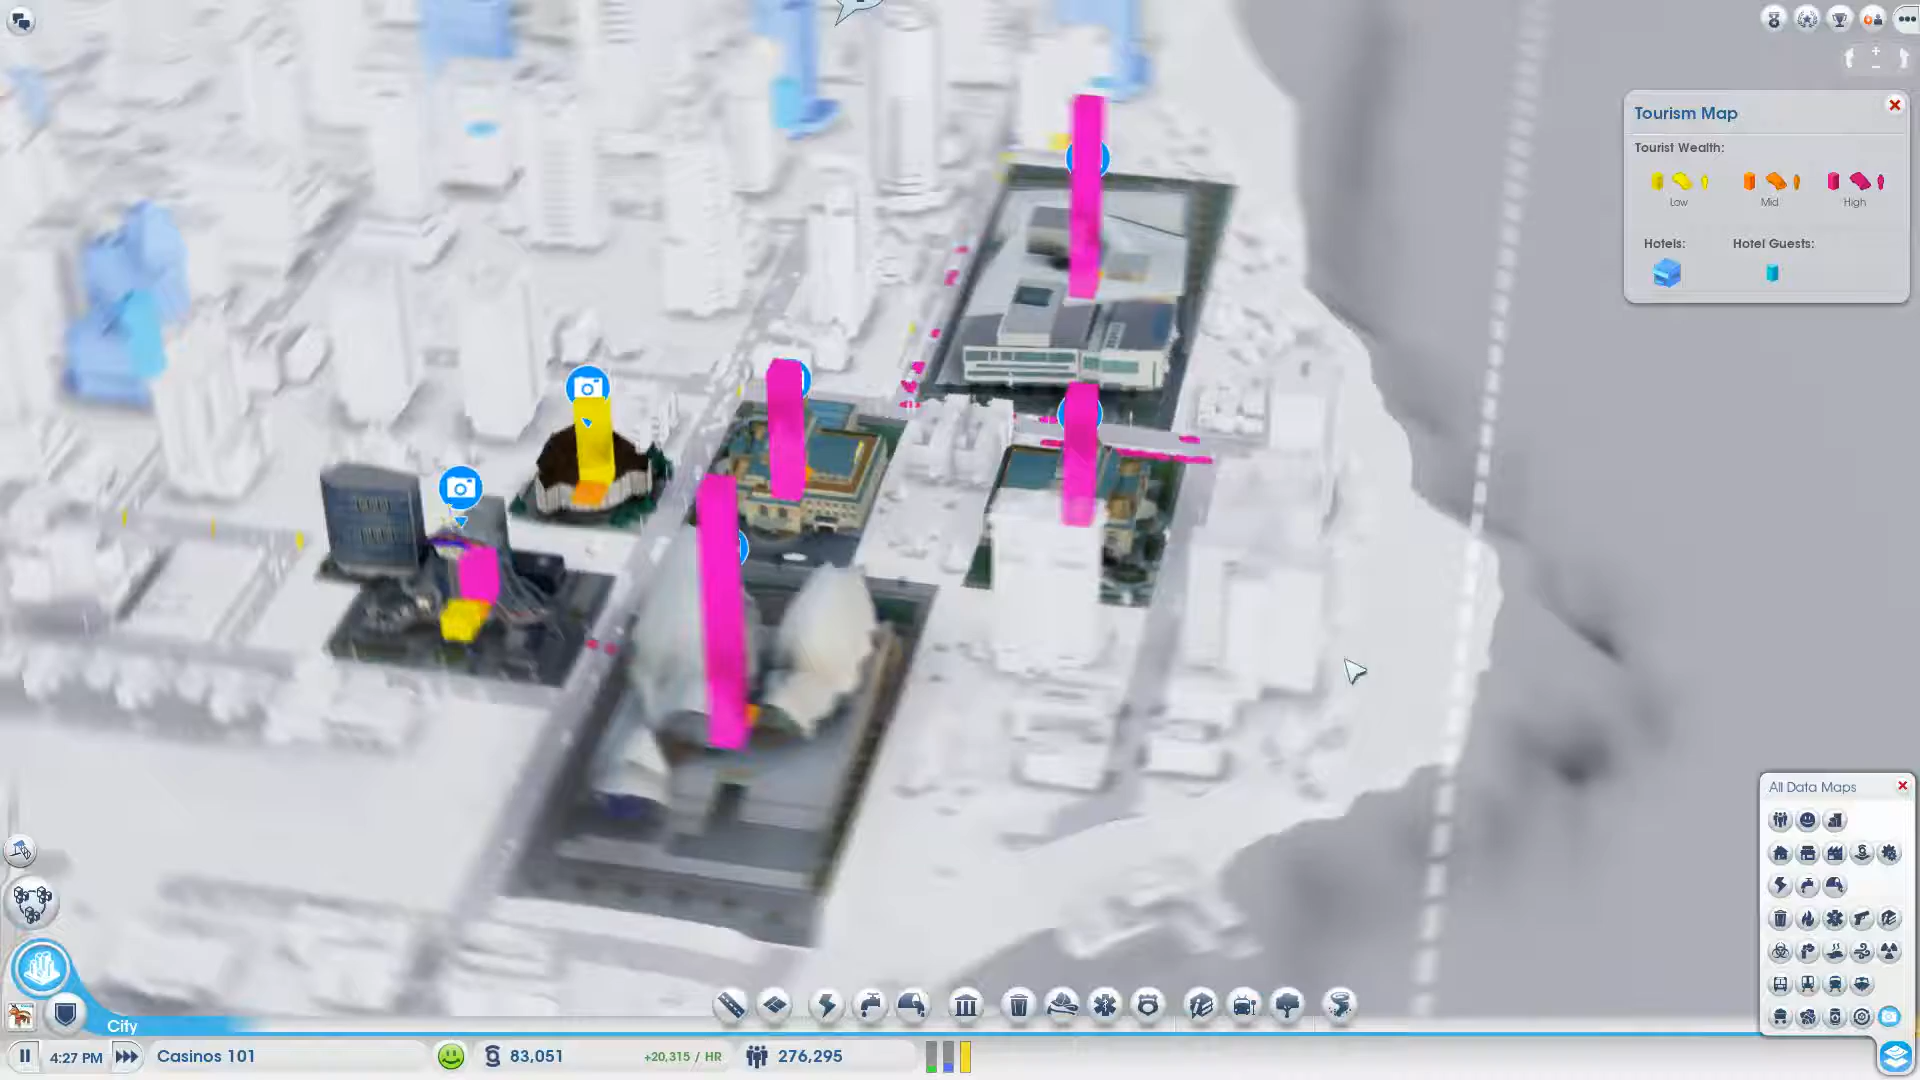 Tourism Map
Tourist Wealth:
Low
Mid
High
Hotels:
Hotel Guests:
All Data Maps
City
4:27 PM
Casinos 101
83,051
+20,315 / HR
276,295